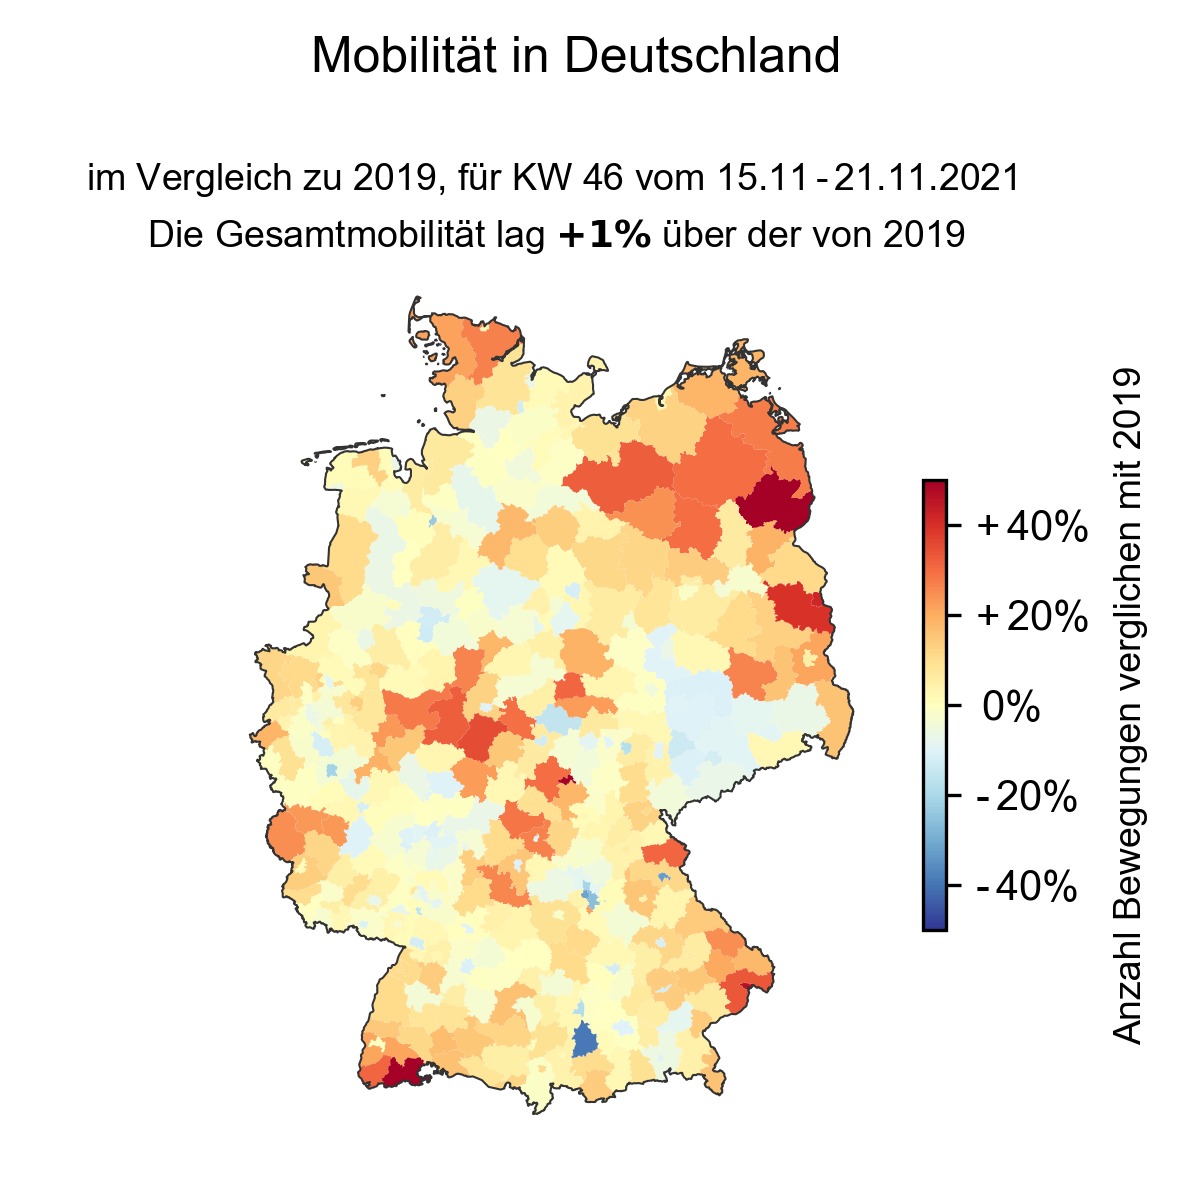 Mobilität in Deutschland
im Vergleich zu 2019, für KW 46 vom 15.11-21.11.2021
Die Gesamtmobilität lag +1% über der von 2019
+40%
+20%
0%
-20%
-40%
Anzahl Bewegungen verglichen mit 2019